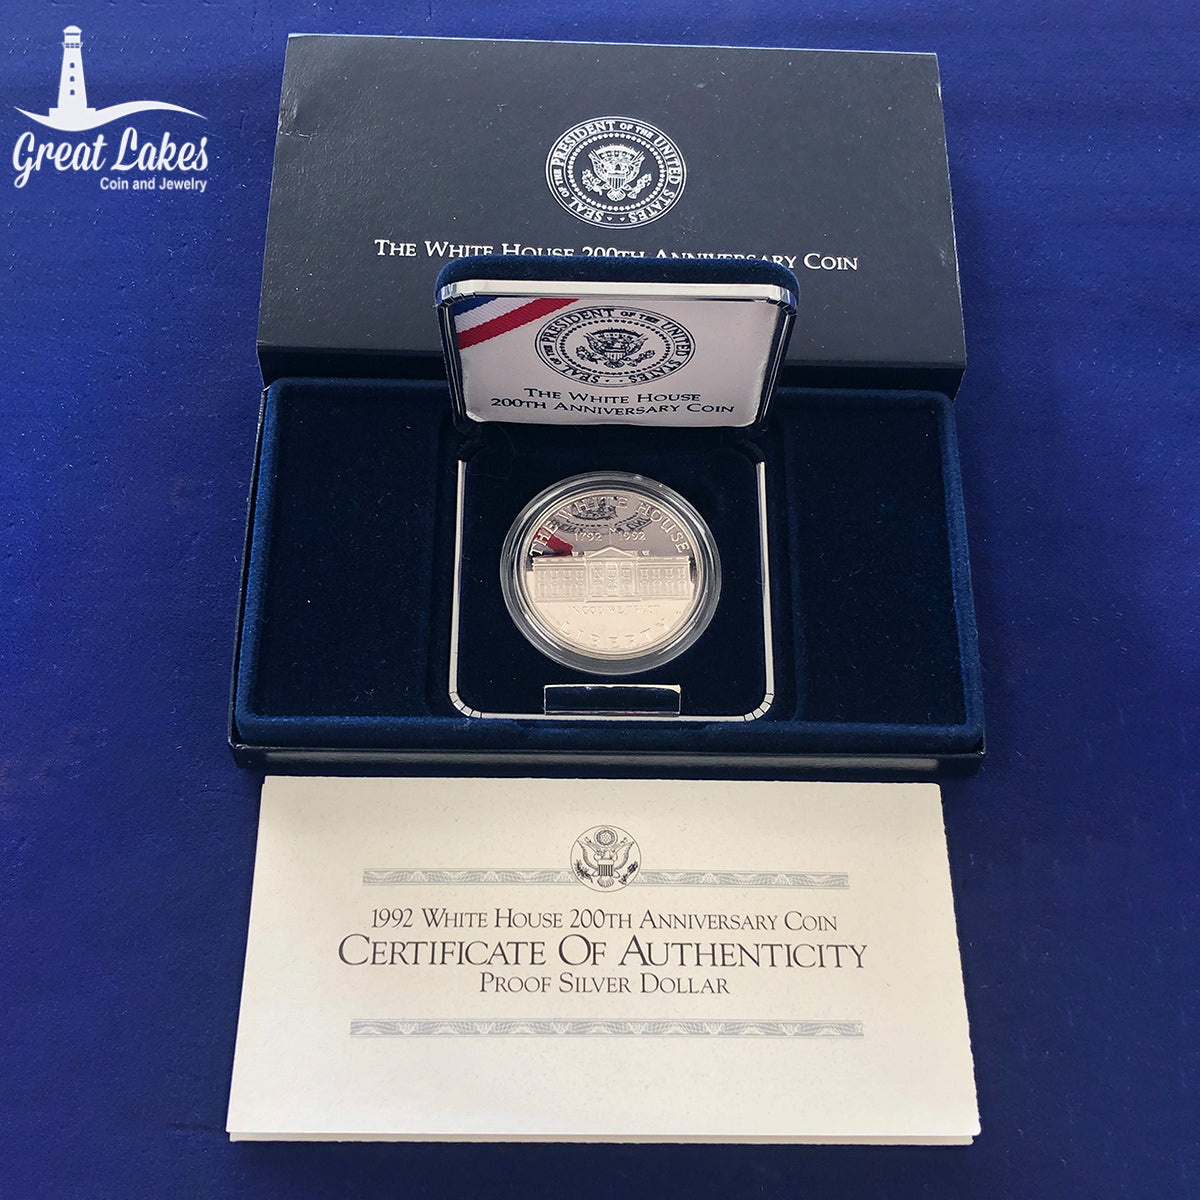 Great Lakes
Coin and Jewelry
SEAL OF THE PRESIDENT OF THE UNITED STATES
THE WHITE HOUSE 200TH ANNIVERSARY COIN
SEAL OF THE PRESIDENT OF THE UNITED STATES
THE WHITE HOUSE
200TH ANNIVERSARY COIN
THE WHITE HOUSE
1792 1992
IN GOD WE TRUST
LIBERTY
1992 WHITE HOUSE 200TH ANNIVERSARY COIN
CERTIFICATE OF AUTHENTICITY
PROOF SILVER DOLLAR